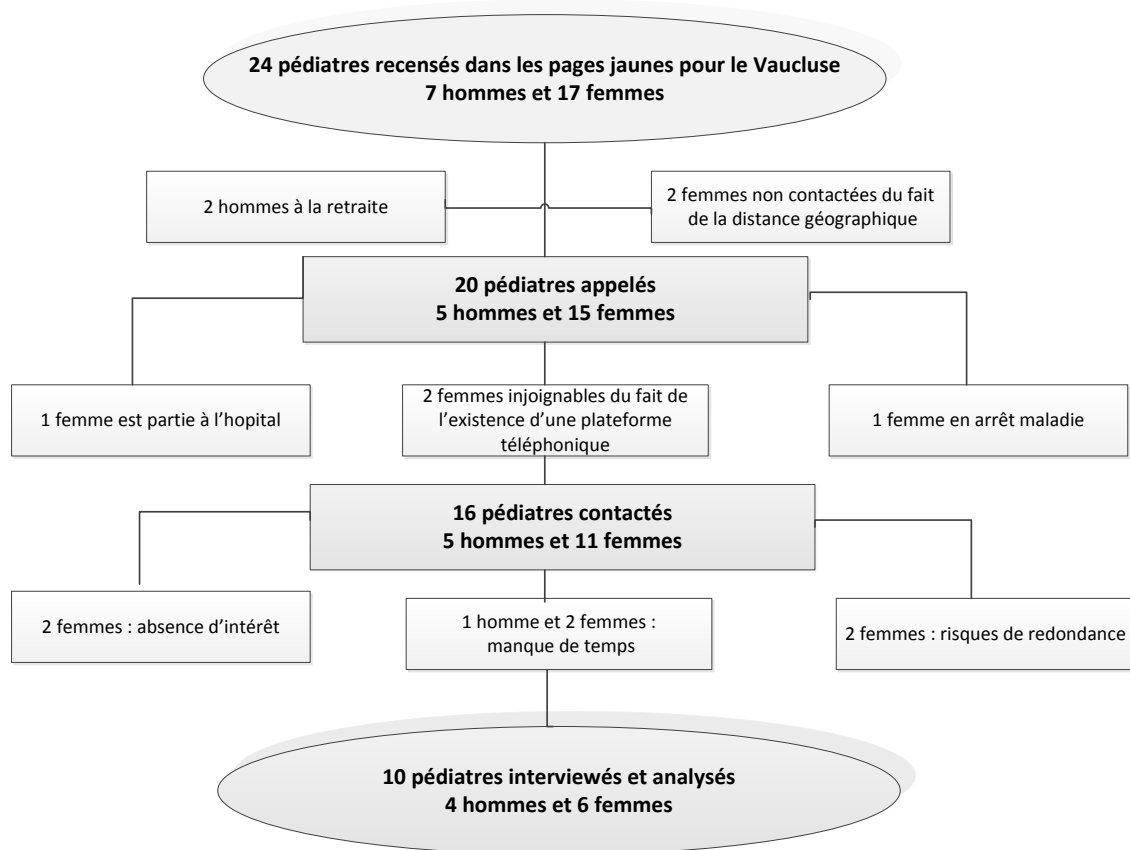 24 pédiatres recensés dans les pages jaunes pour le Vaucluse
7 hommes et 17 femmes
2 hommes à la retraite
2 femmes non contactées du fait
de la distance géographique
20 pédiatres appelés
5 hommes et 15 femmes
1 femme est partie à l’hopital
2 femmes injoignables du fait de
l’existence d’une plateforme
téléphonique
1 femme en arrêt maladie
16 pédiatres contactés
5 hommes et 11 femmes
2 femmes : absence d’intérêt
1 homme et 2 femmes :
manque de temps
2 femmes : risques de redondance
10 pédiatres interviewés et analysés
4 hommes et 6 femmes